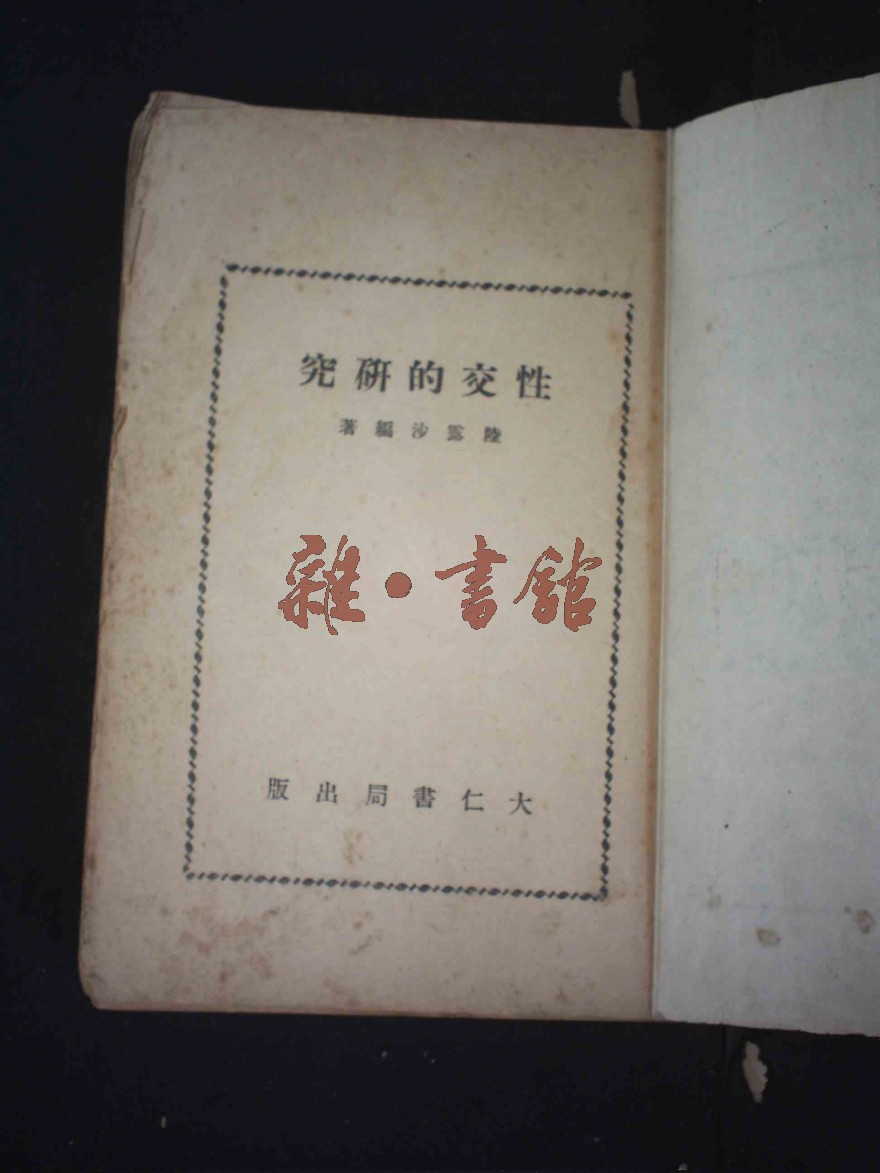 性交的研究
陸露沙編著
雜·書館
大仁書局出版